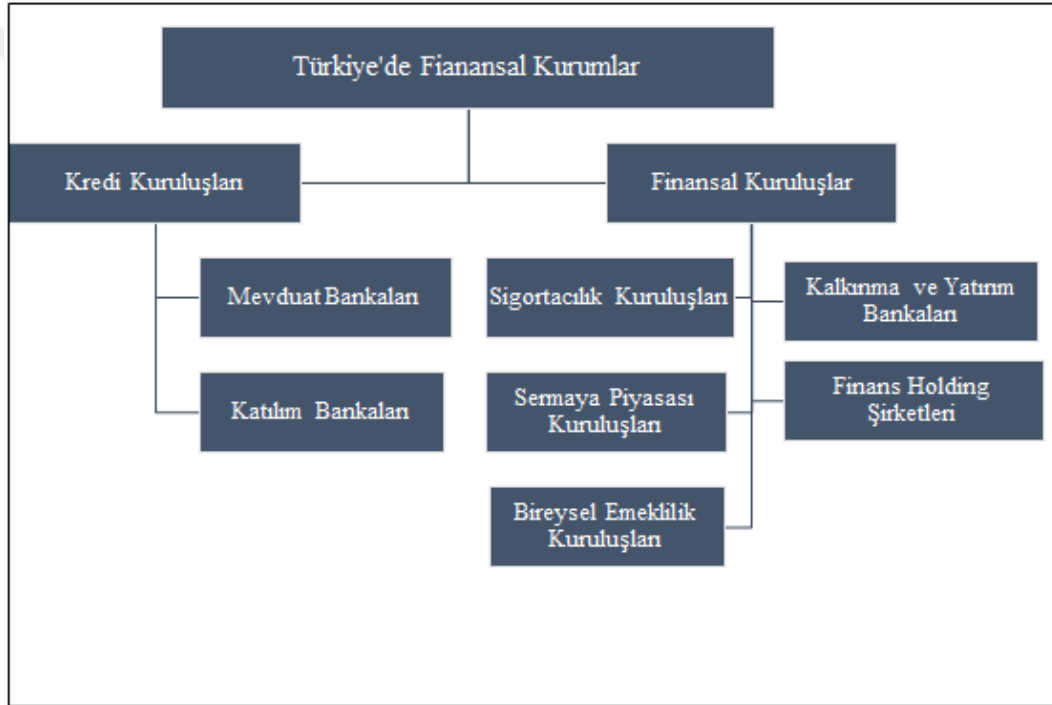 Türkiye'de Fianansal Kurumlar
Kredi Kuruluşları
Finansal Kuruluşlar
Mevduat Bankaları
Sigortacılık Kuruluşları
Kalkınma ve Yatırım
Bankaları
Katılım Bankaları
Sermaya Piyasası
Kuruluşları
Finans Holding
Şirketleri
Bireysel Emeklilik
Kuruluşları